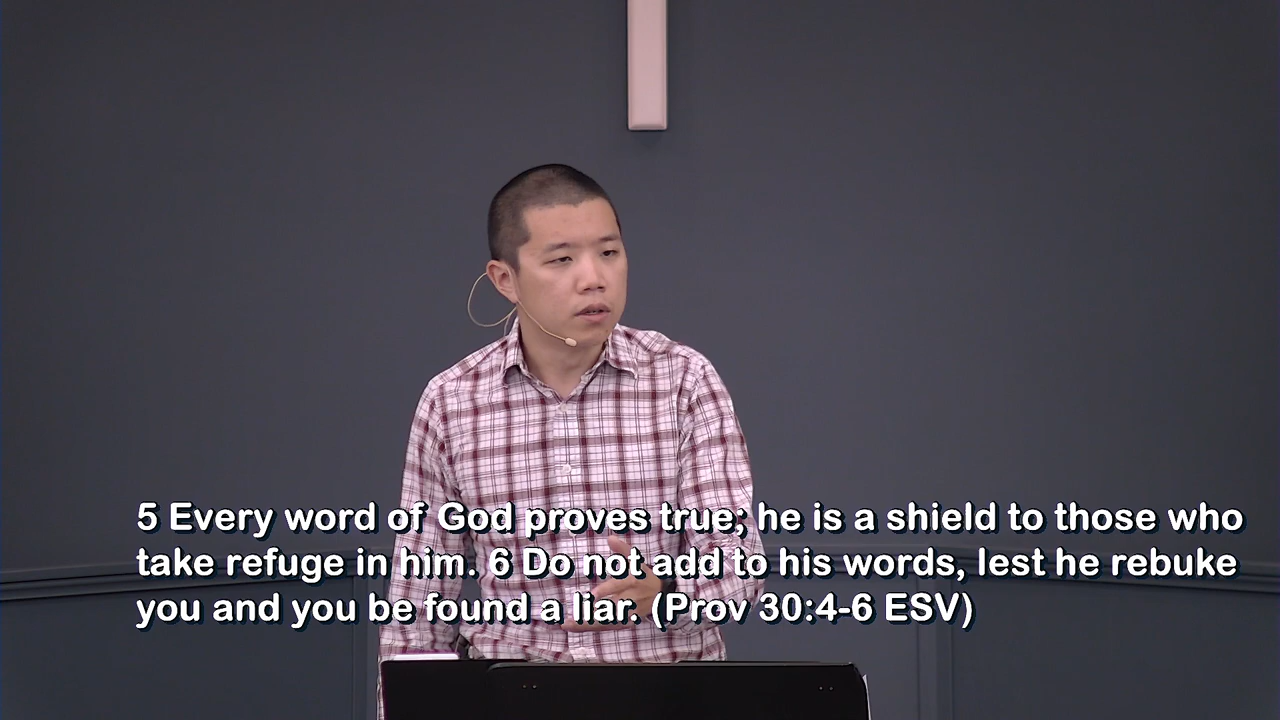 5 Every word of God proves true; he is a shield to those who
take refuge in him. 6 Do not add to his words, lest he rebuke
you and you be found a liar. (Prov 30:4-6 ESV)